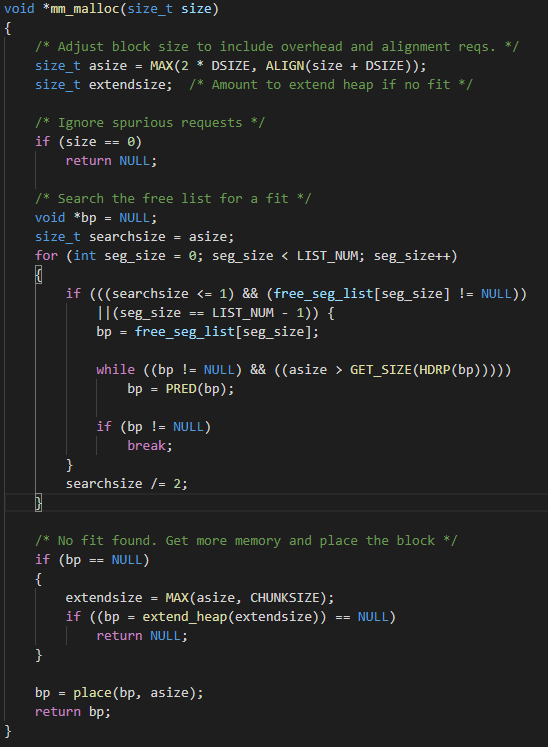 void *mm_malloc(size_t size)
{
    /* Adjust block size to include overhead and alignment reqs. */
    size_t asize = MAX(2 * DSIZE, ALIGN(size + DSIZE));
    size_t extendsize;  /* Amount to extend heap if no fit */

    /* Ignore spurious requests */
    if (size == 0)
        return NULL;

    /* Search the free list for a fit */
    void *bp = NULL;
    size_t searchsize = asize;
    for (int seg_size = 0; seg_size < LIST_NUM; seg_size++)
    {
        if (((searchsize <= 1) && (free_seg_list[seg_size] != NULL))
            ||(seg_size == LIST_NUM - 1)) {
            bp = free_seg_list[seg_size];

            while ((bp != NULL) && ((asize > GET_SIZE(HDRP(bp)))))
                bp = PRED(bp);

            if (bp != NULL)
                break;
        }
        searchsize /= 2;
    }

    /* No fit found. Get more memory and place the block */
    if (bp == NULL)
    {
        extendsize = MAX(asize, CHUNKSIZE);
        if ((bp = extend_heap(extendsize)) == NULL)
            return NULL;
    }

    bp = place(bp, asize);
    return bp;
}